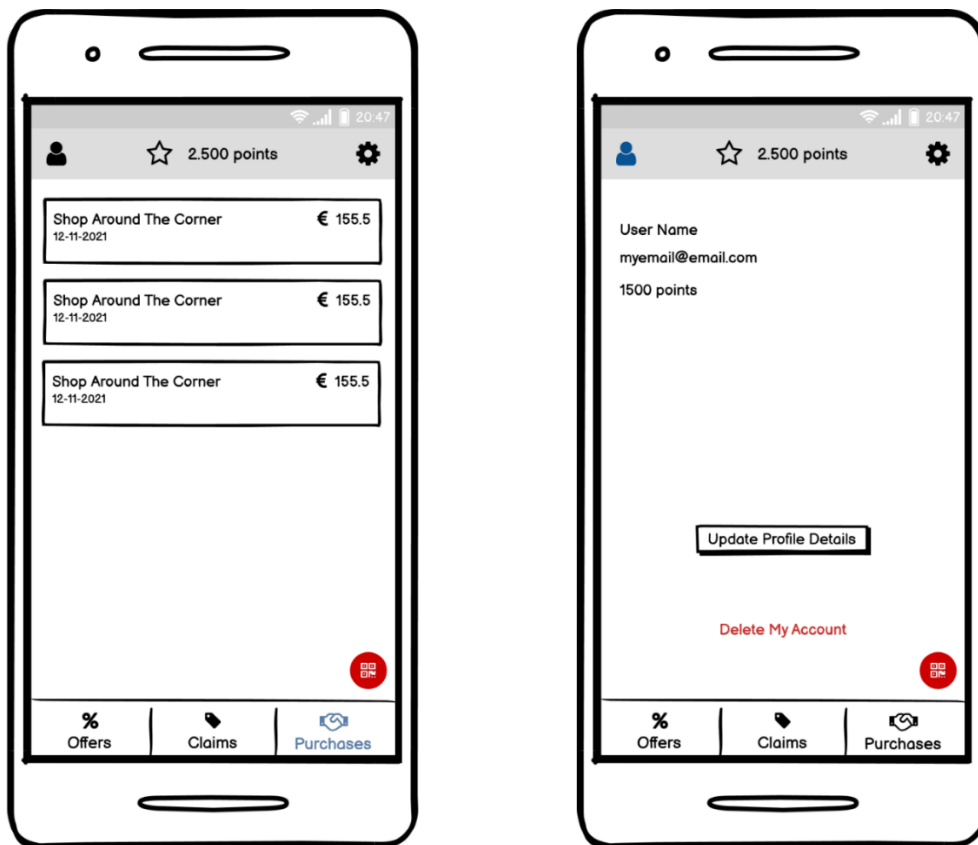 20:47
2.500 points
Shop Around The Corner € 155.5
12-11-2021
Shop Around The Corner € 155.5
12-11-2021
Shop Around The Corner € 155.5
12-11-2021
% Offers Claims Purchases
20:47
2.500 points
User Name
myemail@email.com
1500 points
Update Profile Details
Delete My Account
% Offers Claims Purchases